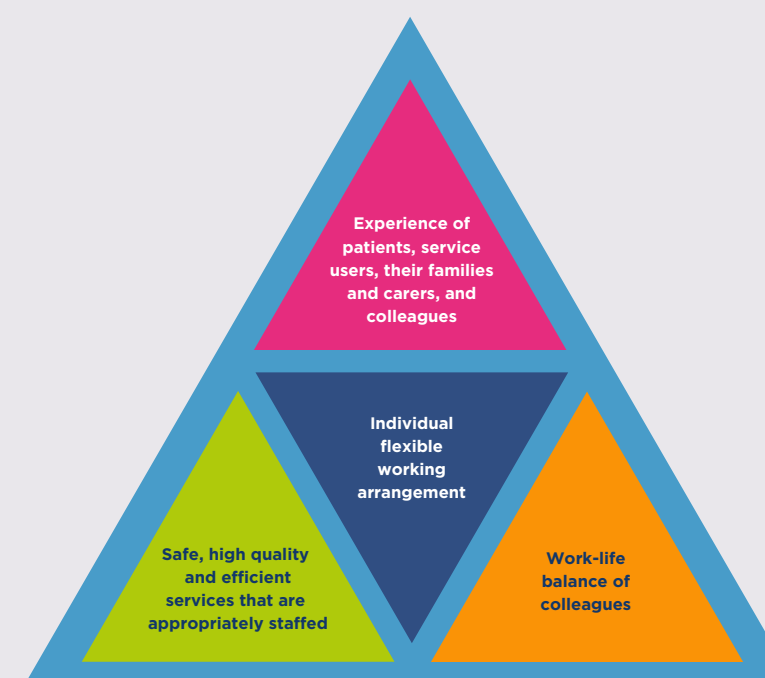 Experience of
patients, service
users, their families
and carers, and
colleagues
Individual
flexible
working
arrangement
Safe, high quality
and efficient
services that are
appropriately staffed
Work-life
balance of
colleagues